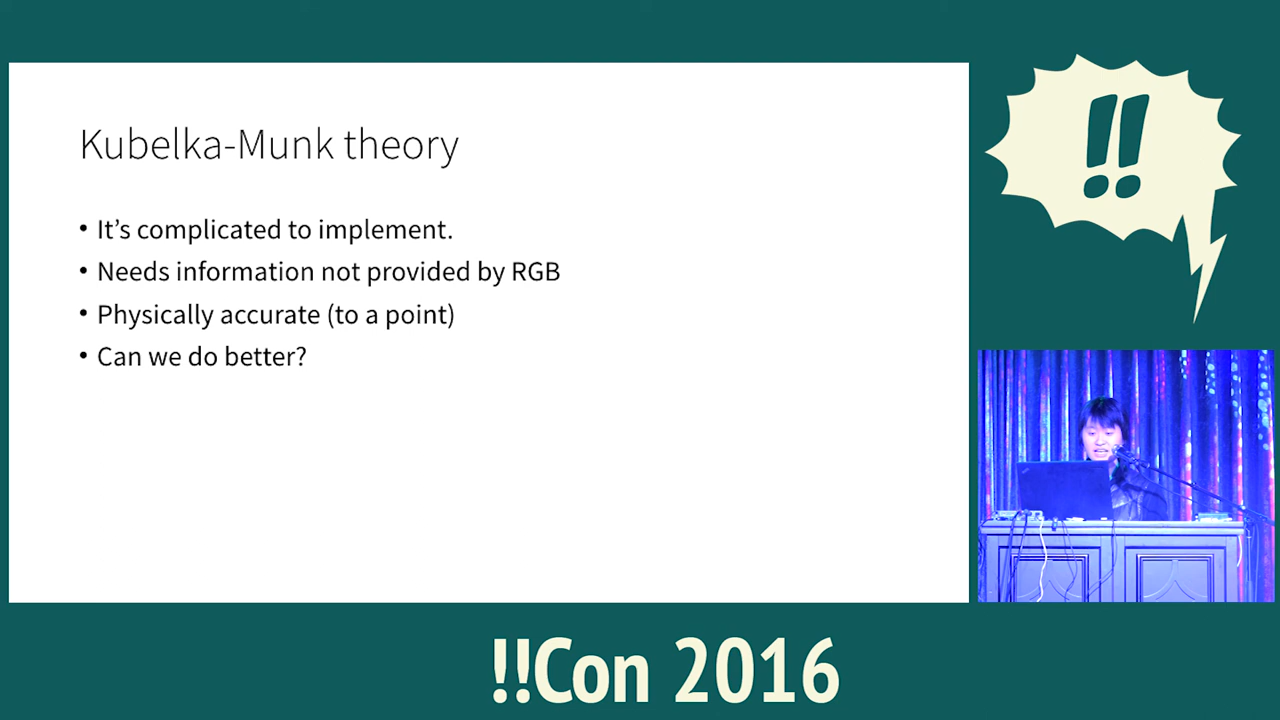 Kubelka-Munk theory
• It’s complicated to implement.
• Needs information not provided by RGB
• Physically accurate (to a point)
• Can we do better?
!!
!!Con 2016